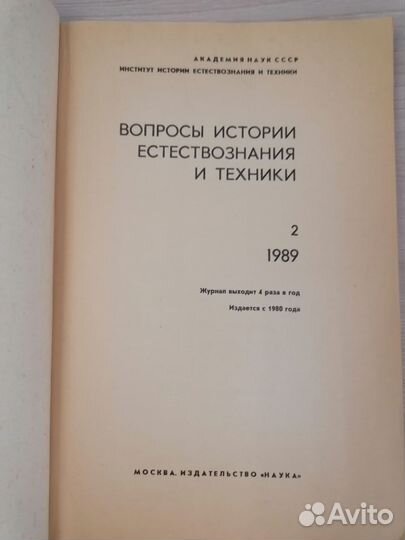 АКАДЕМИЯ НАУК СССР
ИНСТИТУТ ИСТОРИИ ЕСТЕСТВОЗНАНИЯ И ТЕХНИКИ
ВОПРОСЫ ИСТОРИИ
ЕСТЕСТВОЗНАНИЯ
И ТЕХНИКИ
2
1989
Журнал выходит 4 раза в год
Издается с 1980 года
МОСКВА. ИЗДАТЕЛЬСТВО «НАУКА»
Avito